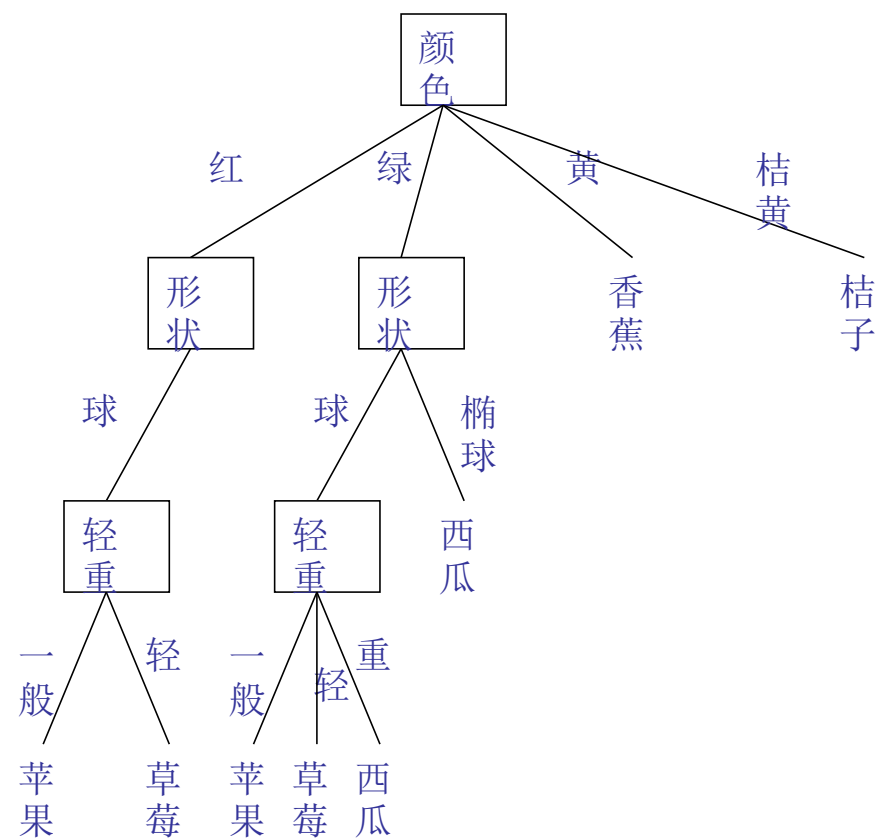 颜
色
红
绿
黄
桔
黄
形
状
形
状
香
蕉
桔
子
球
球
椭
球
轻
重
轻
重
西
瓜
一
般
轻
一
般
轻
重
苹
果
草
莓
苹
果
草
莓
西
瓜